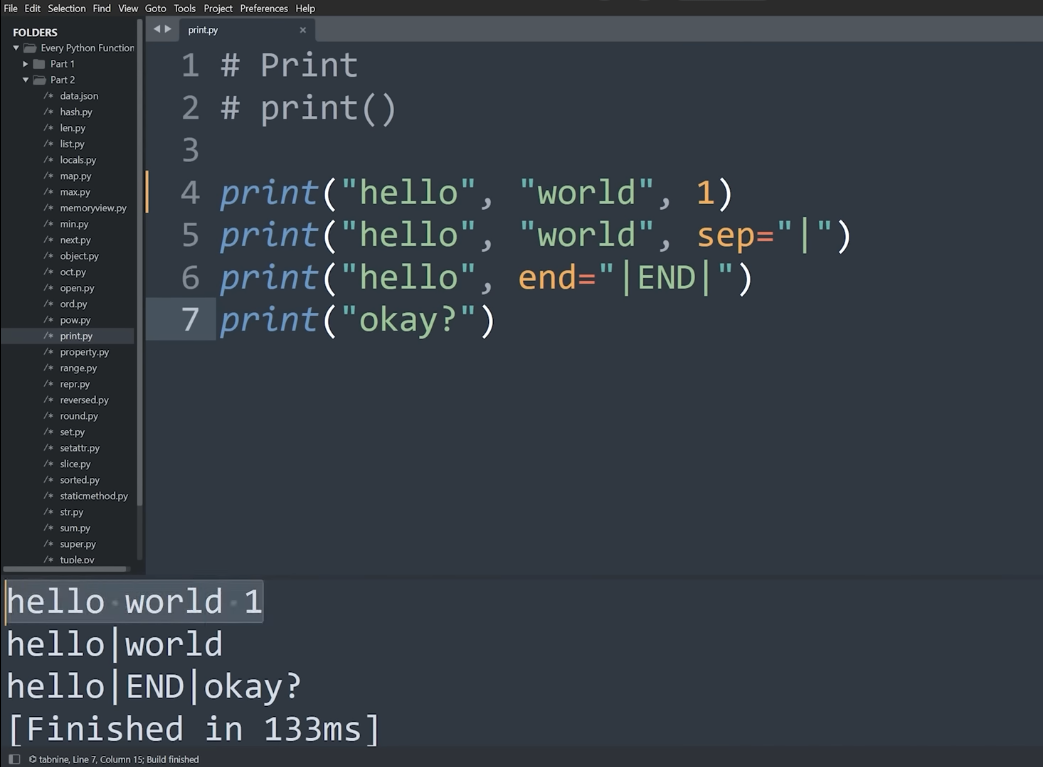 File Edit Selection Find View Goto Tools Project Preferences Help
FOLDERS
Every Python Function
Part 1
Part 2
data.json
hash.py
len.py
list.py
locals.py
map.py
max.py
memoryview.py
min.py
next.py
object.py
oct.py
open.py
ord.py
pow.py
print.py
property.py
range.py
repr.py
reversed.py
round.py
set.py
setattr.py
slice.py
sorted.py
staticmethod.py
str.py
sum.py
super.py
tuple.py
print.py ×
1 # Print
2 # print()
3
4 print("hello", "world", 1)
5 print("hello", "world", sep="|")
6 print("hello", end="|END|")
7 print("okay?")
hello world 1
hello|world
hello|END|okay?
[Finished in 133ms]
tabnine, Line 7, Column 15; Build finished